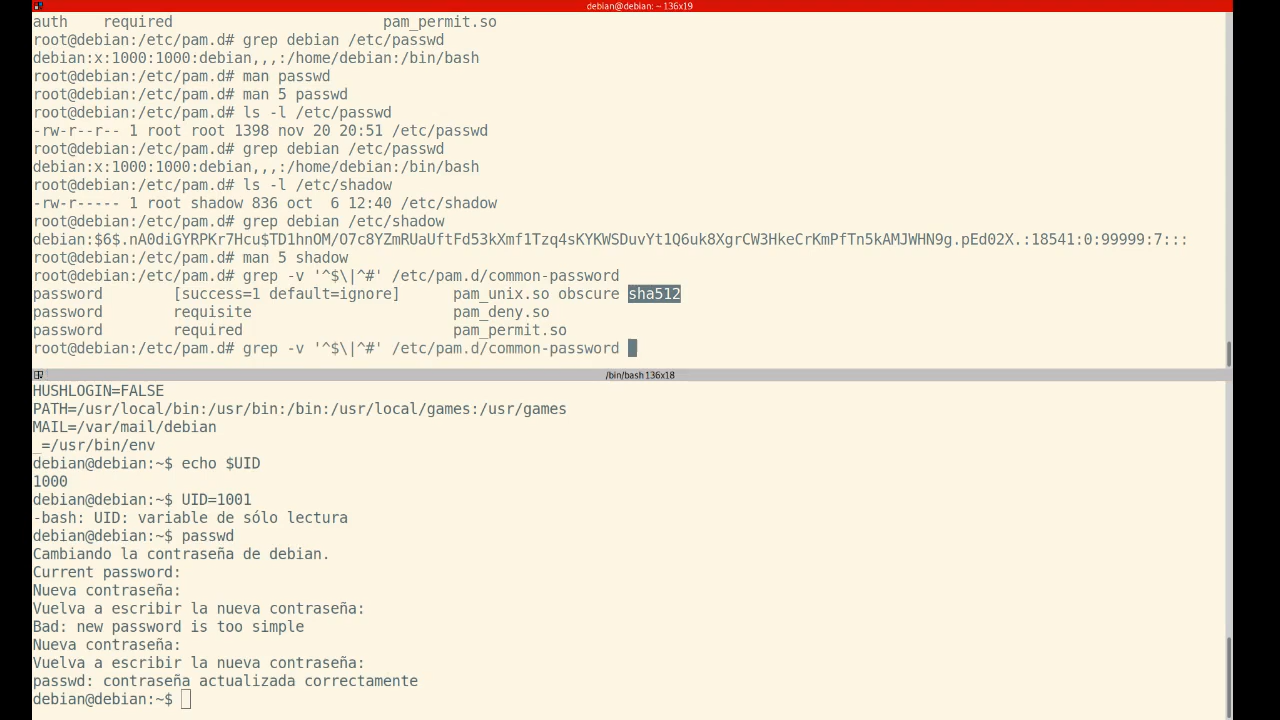 debian@debian: ~ 136x19
auth    required                        pam_permit.so
root@debian:/etc/pam.d# grep debian /etc/passwd
debian:x:1000:1000:debian,,,:/home/debian:/bin/bash
root@debian:/etc/pam.d# man passwd
root@debian:/etc/pam.d# man 5 passwd
root@debian:/etc/pam.d# ls -l /etc/passwd
-rw-r--r-- 1 root root 1398 nov 20 20:51 /etc/passwd
root@debian:/etc/pam.d# grep debian /etc/passwd
debian:x:1000:1000:debian,,,:/home/debian:/bin/bash
root@debian:/etc/pam.d# ls -l /etc/shadow
-rw-r----- 1 root shadow 836 oct  6 12:40 /etc/shadow
root@debian:/etc/pam.d# grep debian /etc/shadow
debian:$6$.nA0diGYRPKr7Hcu$TD1hnOM/O7c8YZmRUaUftFd53kXmf1Tzq4sKYKWSDuvYt1Q6uk8XgrCW3HkeCrKmPfTn5kAMJWHN9g.pEd02X.:18541:0:99999:7:::
root@debian:/etc/pam.d# man 5 shadow
root@debian:/etc/pam.d# grep -v '^$\|^#' /etc/pam.d/common-password
password        [success=1 default=ignore]      pam_unix.so obscure sha512
password        requisite                       pam_deny.so
password        required                        pam_permit.so
root@debian:/etc/pam.d# grep -v '^$\|^#' /etc/pam.d/common-password
/bin/bash 136x18
HUSHLOGIN=FALSE
PATH=/usr/local/bin:/usr/bin:/bin:/usr/local/games:/usr/games
MAIL=/var/mail/debian
_=/usr/bin/env
debian@debian:~$ echo $UID
1000
debian@debian:~$ UID=1001
-bash: UID: variable de sólo lectura
debian@debian:~$ passwd
Cambiando la contraseña de debian.
Current password:
Nueva contraseña:
Vuelva a escribir la nueva contraseña:
Bad: new password is too simple
Nueva contraseña:
Vuelva a escribir la nueva contraseña:
passwd: contraseña actualizada correctamente
debian@debian:~$